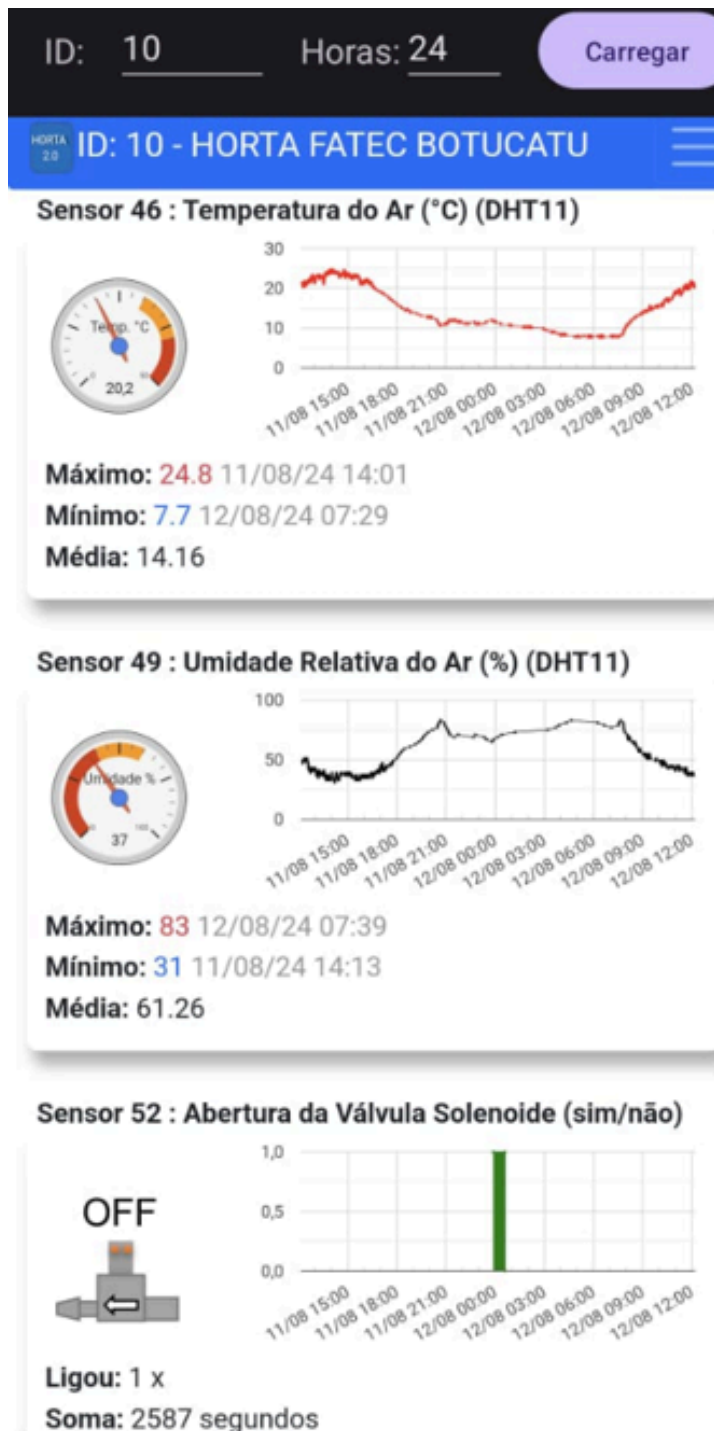 ID: 10 Horas: 24 Carregar
HORTA 2.0 ID: 10 - HORTA FATEC BOTUCATU
Sensor 46 : Temperatura do Ar (°C) (DHT11)
30
20
10
0
Temp. °C
20,2
11/08 15:00 11/08 18:00 11/08 21:00 12/08 00:00 12/08 03:00 12/08 06:00 12/08 09:00 12/08 12:00
Máximo: 24.8 11/08/24 14:01
Mínimo: 7.7 12/08/24 07:29
Média: 14.16
Sensor 49 : Umidade Relativa do Ar (%) (DHT11)
100
50
0
Umidade %
100
37
11/08 15:00 11/08 18:00 11/08 21:00 12/08 00:00 12/08 03:00 12/08 06:00 12/08 09:00 12/08 12:00
Máximo: 83 12/08/24 07:39
Mínimo: 31 11/08/24 14:13
Média: 61.26
Sensor 52 : Abertura da Válvula Solenoide (sim/não)
1,0
0,5
0,0
OFF
11/08 15:00 11/08 18:00 11/08 21:00 12/08 00:00 12/08 03:00 12/08 06:00 12/08 09:00 12/08 12:00
Ligou: 1 x
Soma: 2587 segundos